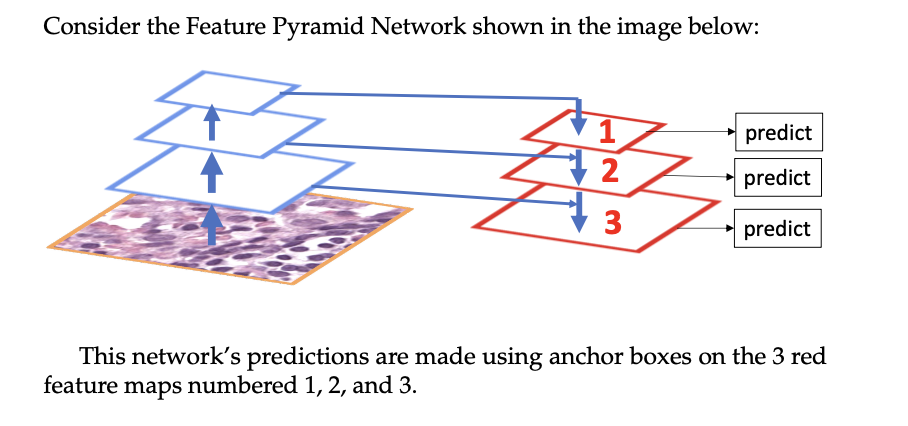 Consider the Feature Pyramid Network shown in the image below:
1
predict
2
predict
3
predict
This network’s predictions are made using anchor boxes on the 3 red
feature maps numbered 1, 2, and 3.